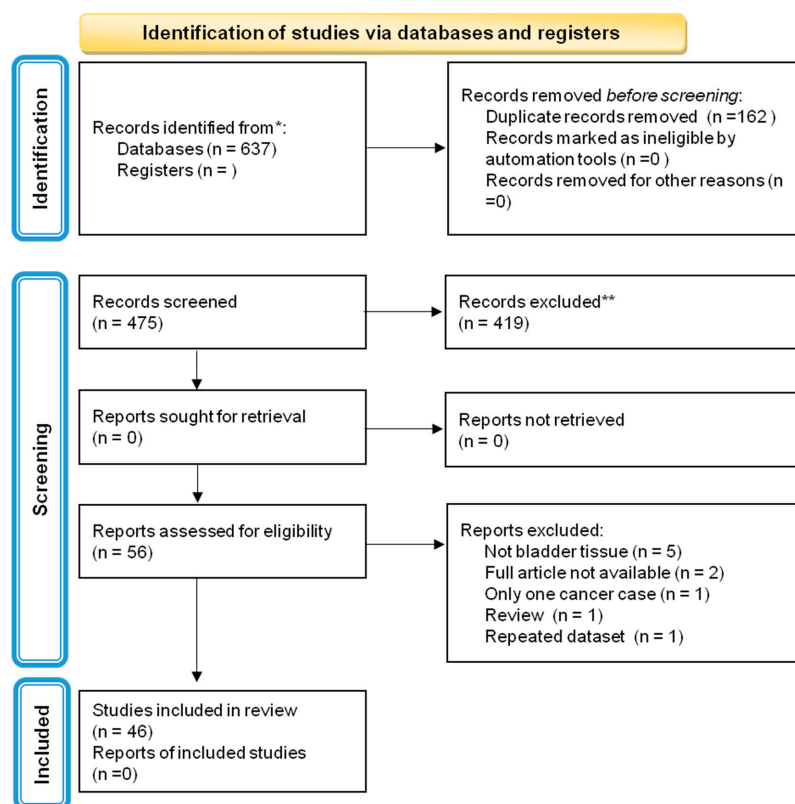 Identification of studies via databases and registers
Identification
Records identified from*:
Databases (n = 637)
Registers (n = )
Records removed before screening:
Duplicate records removed (n =162 )
Records marked as ineligible by
automation tools (n =0 )
Records removed for other reasons (n
=0)
Screening
Records screened
(n = 475)
Records excluded**
(n = 419)
Reports sought for retrieval
(n = 0)
Reports not retrieved
(n = 0)
Reports assessed for eligibility
(n = 56)
Reports excluded:
Not bladder tissue (n = 5)
Full article not available (n = 2)
Only one cancer case (n = 1)
Review (n = 1)
Repeated dataset (n = 1)
Included
Studies included in review
(n = 46)
Reports of included studies
(n =0)